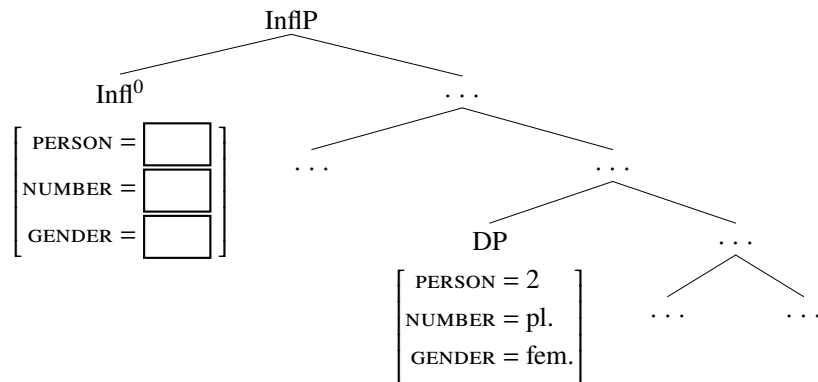 InflP
Infl⁰
. . .
PERSON =
NUMBER =
GENDER =
. . .
. . .
DP
. . .
PERSON = 2
NUMBER = pl.
GENDER = fem.
. . .
. . .